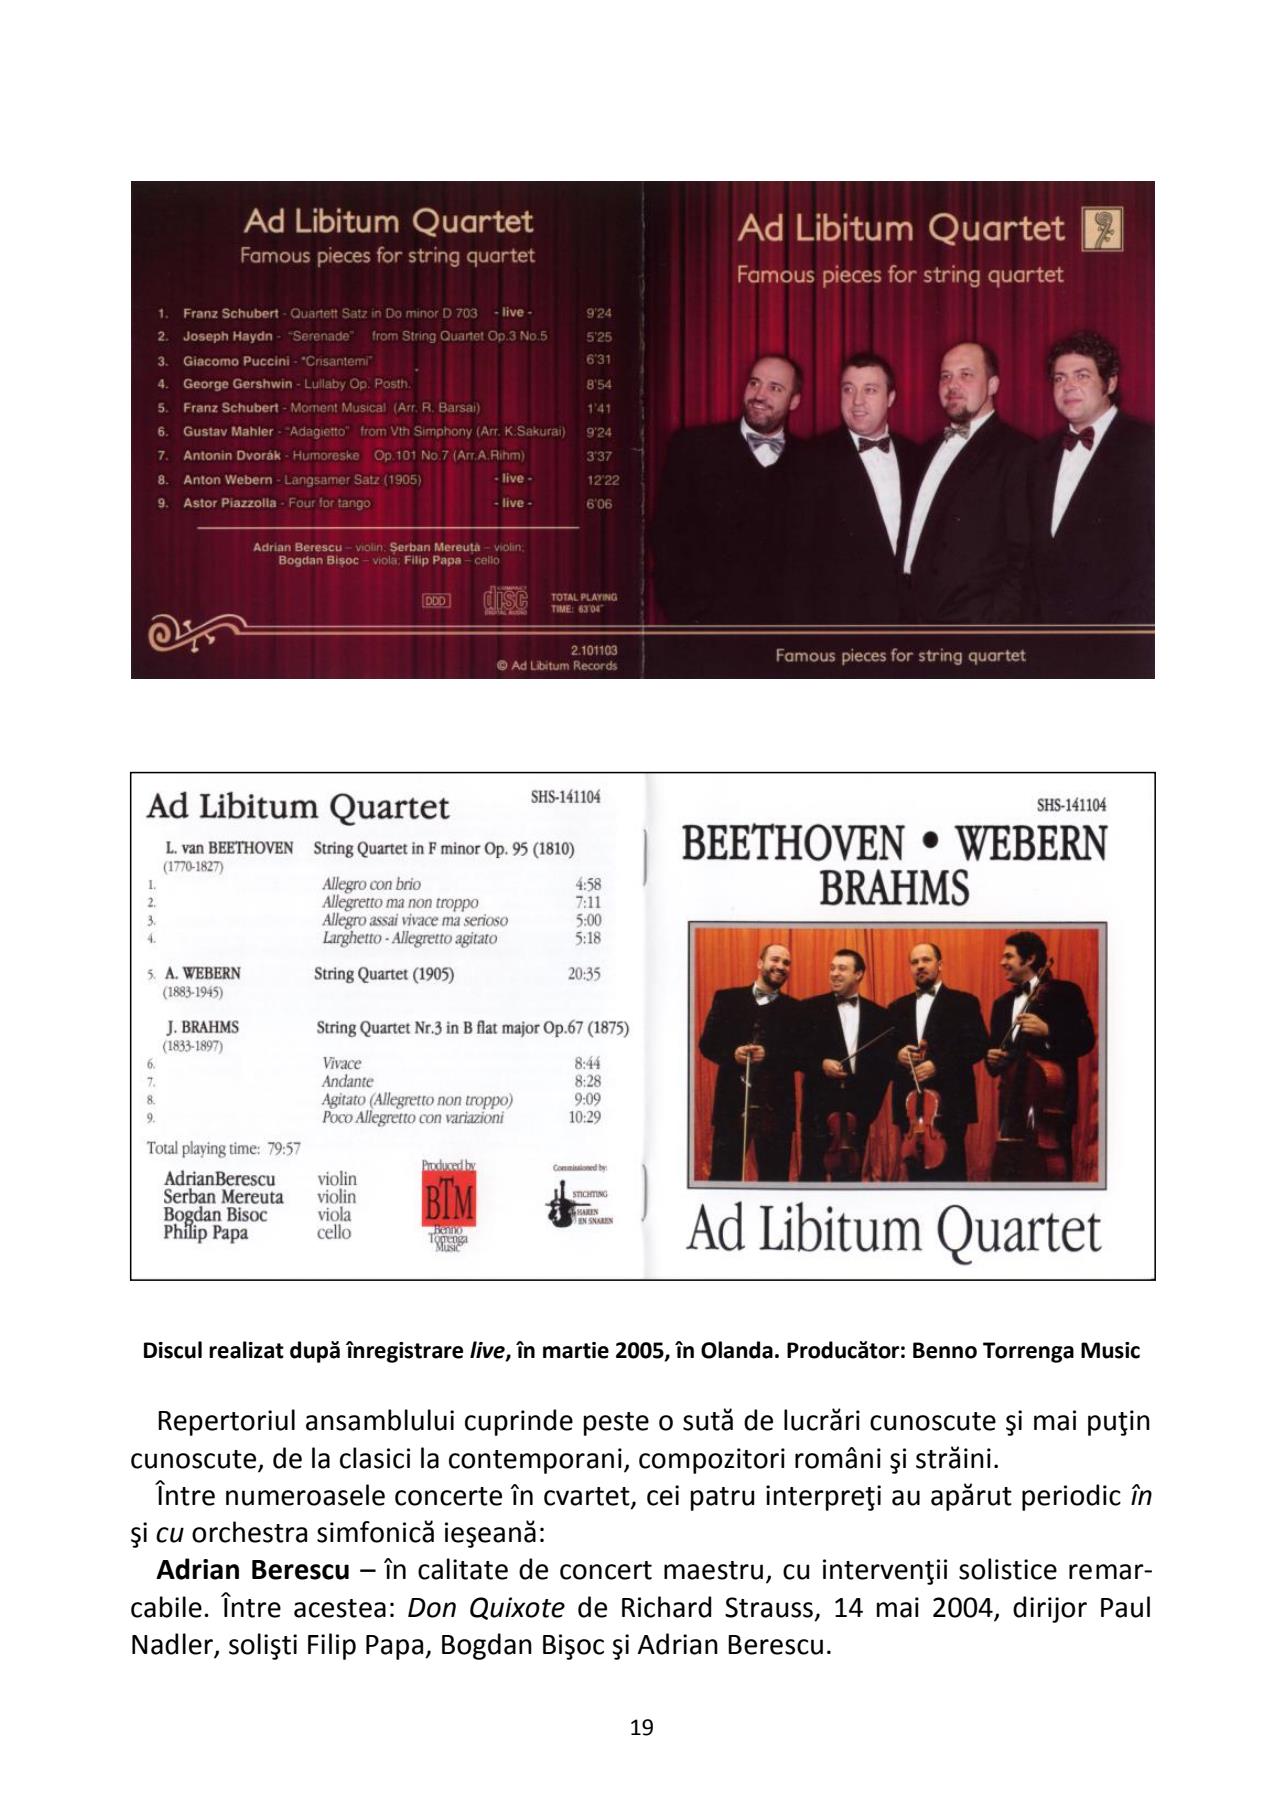 Ad Libitum Quartet
Famous pieces for string quartet
1. Franz Schubert - Quartett Satz in Do minor D 703 - live - 9'24
2. Joseph Haydn - "Serenade" from String Quartet Op.3 No.5 5'25
3. Giacomo Puccini - "Crisantemi" 6'31
4. George Gershwin - Lullaby Op. Posth. 8'54
5. Franz Schubert - Moment Musical (Arr. R. Barsai) 1'41
6. Gustav Mahler - "Adagietto" from Vth Simphony (Arr. K.Sakurai) 9'24
7. Antonin Dvorák - Humoreske Op.101 No.7 (Arr.A.Rihm) 3'37
8. Anton Webern - Langsamer Satz (1905) - live - 12'22
9. Astor Piazzolla - Four for tango - live - 6'06
Adrian Berescu – violin; Şerban Mereuţă – violin;
Bogdan Bişoc – viola; Filip Papa – cello
DDD
COMPACT
disc
DIGITAL AUDIO
TOTAL PLAYING
TIME: 63'04"
2.101103
© Ad Libitum Records
Ad Libitum Quartet
Famous pieces for string quartet
Famous pieces for string quartet
Ad Libitum Quartet SHS-141104
L. van BEETHOVEN String Quartet in F minor Op. 95 (1810)
(1770-1827)
1. Allegro con brio 4:58
2. Allegretto ma non troppo 7:11
3. Allegro assai vivace ma serioso 5:00
4. Larghetto - Allegretto agitato 5:18
5. A. WEBERN String Quartet (1905) 20:35
(1883-1945)
J. BRAHMS String Quartet Nr.3 in B flat major Op.67 (1875)
(1833-1897)
6. Vivace 8:44
7. Andante 8:28
8. Agitato (Allegretto non troppo) 9:09
9. Poco Allegretto con variazioni 10:29
Total playing time: 79:57
AdrianBerescu violin
Serban Mereuta violin
Bogdan Bisoc viola
Philip Papa cello
Produced by
BTM
Benno
Torrenga
Music
Commissioned by:
STICHTING
HAREN
EN SNAREN
SHS-141104
BEETHOVEN • WEBERN
BRAHMS
Ad Libitum Quartet
Discul realizat după înregistrare live, în martie 2005, în Olanda. Producător: Benno Torrenga Music
Repertoriul ansamblului cuprinde peste o sută de lucrări cunoscute şi mai puţin
cunoscute, de la clasici la contemporani, compozitori români şi străini.
Între numeroasele concerte în cvartet, cei patru interpreţi au apărut periodic în
şi cu orchestra simfonică ieşeană:
Adrian Berescu – în calitate de concert maestru, cu intervenţii solistice remar-
cabile. Între acestea: Don Quixote de Richard Strauss, 14 mai 2004, dirijor Paul
Nadler, solişti Filip Papa, Bogdan Bişoc şi Adrian Berescu.
19